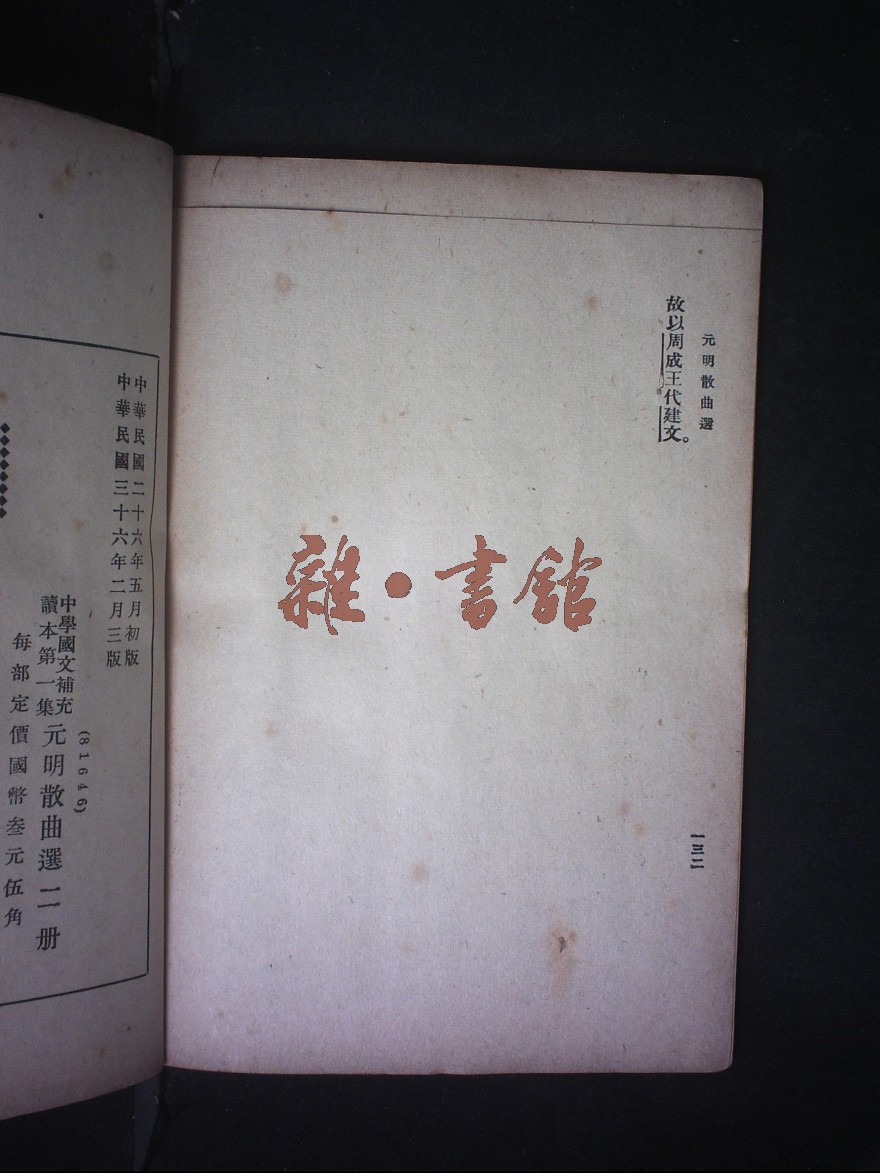 元明散曲選
故以周成王代建文。
一三二
雜•書館
中華民國二十六年五月初版
中華民國三十六年二月三版
(81646)
中學國文補充
讀本第一集
元明散曲選二册
每部定價國幣叁元伍角